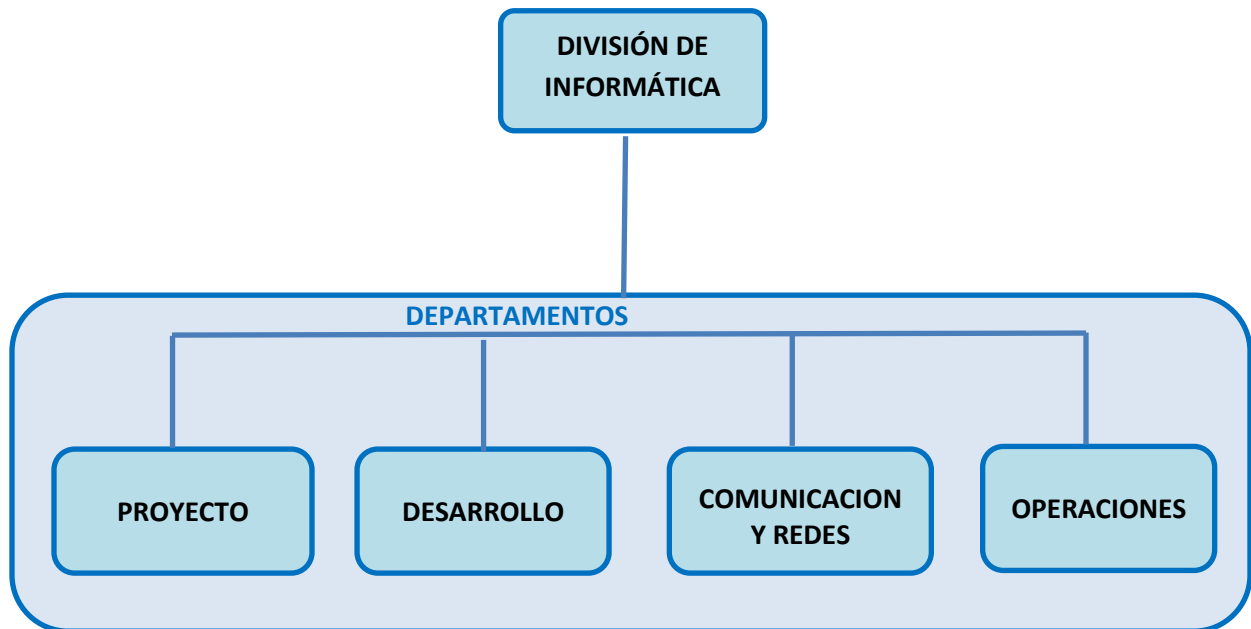 DIVISIÓN DE
INFORMÁTICA
DEPARTAMENTOS
PROYECTO
DESARROLLO
COMUNICACION
Y REDES
OPERACIONES